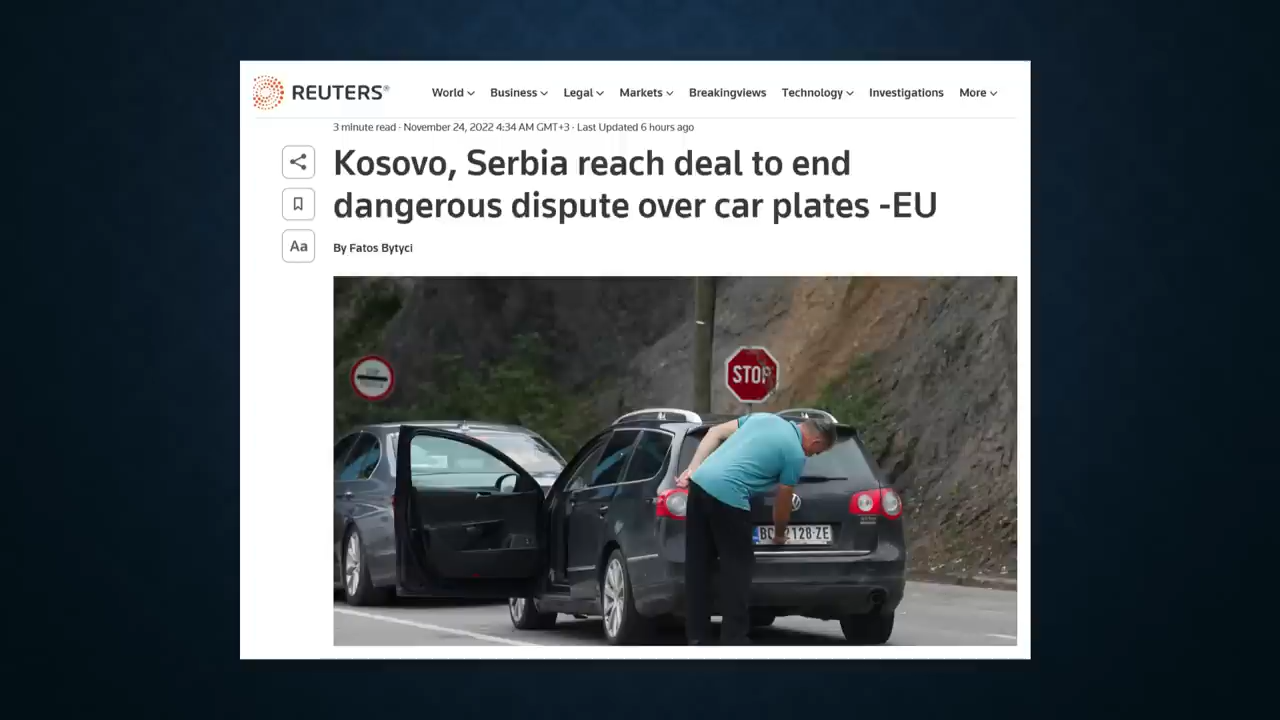 REUTERS®
World Business Legal Markets Breakingviews Technology Investigations More
3 minute read · November 24, 2022 4:34 AM GMT+3 · Last Updated 6 hours ago
Kosovo, Serbia reach deal to end
dangerous dispute over car plates -EU
Aa
By Fatos Bytyci
STOP
2128-ZE